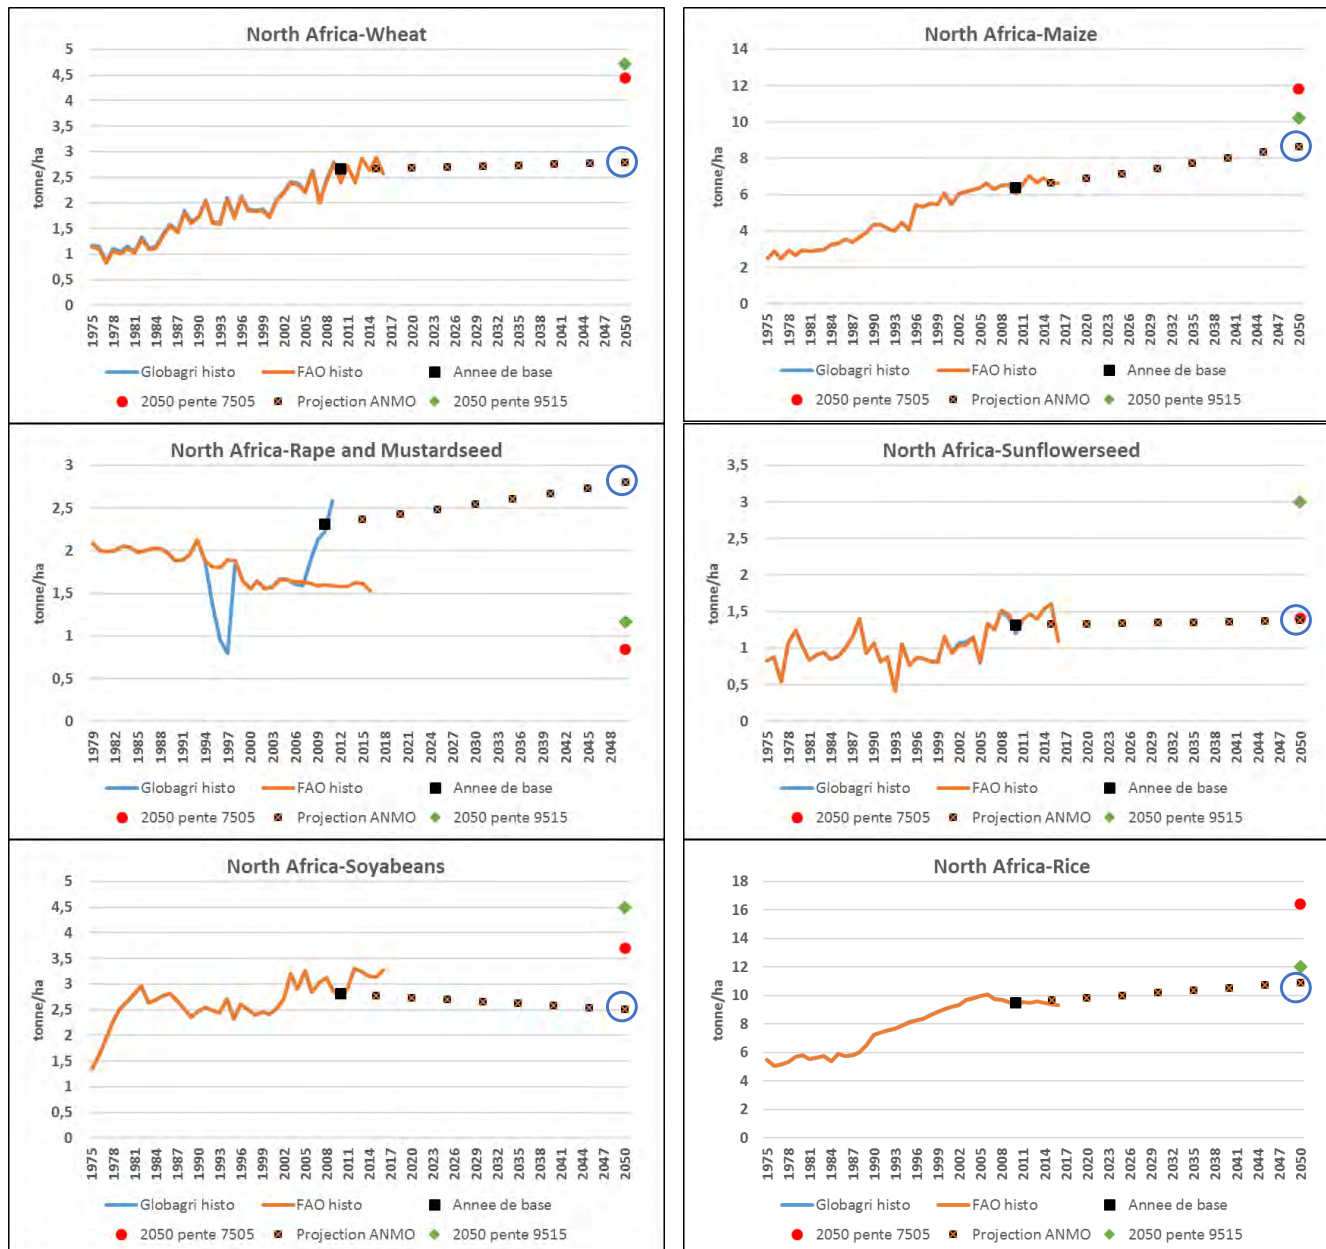 North Africa-Wheat
5
4,5
4
3,5
3
2,5
2
1,5
1
0,5
0
tonne/ha
1975 1978 1981 1984 1987 1990 1993 1996 1999 2002 2005 2008 2011 2014 2017 2020 2023 2026 2029 2032 2035 2038 2041 2044 2047 2050
Globagri histo FAO histo Annee de base
2050 pente 7505 Projection ANMO 2050 pente 9515
North Africa-Maize
14
12
10
8
6
4
2
0
tonne/ha
1975 1978 1981 1984 1987 1990 1993 1996 1999 2002 2005 2008 2011 2014 2017 2020 2023 2026 2029 2032 2035 2038 2041 2044 2047 2050
Globagri histo FAO histo Annee de base
2050 pente 7505 Projection ANMO 2050 pente 9515
North Africa-Rape and Mustardseed
3
2,5
2
1,5
1
0,5
0
tonne/ha
1979 1982 1985 1988 1991 1994 1997 2000 2003 2006 2009 2012 2015 2018 2021 2024 2027 2030 2033 2036 2039 2042 2045 2048
Globagri histo FAO histo Annee de base
2050 pente 7505 Projection ANMO 2050 pente 9515
North Africa-Sunflowerseed
3,5
3
2,5
2
1,5
1
0,5
0
tonne/ha
1975 1978 1981 1984 1987 1990 1993 1996 1999 2002 2005 2008 2011 2014 2017 2020 2023 2026 2029 2032 2035 2038 2041 2044 2047 2050
Globagri histo FAO histo Annee de base
2050 pente 7505 Projection ANMO 2050 pente 9515
North Africa-Soyabeans
5
4,5
4
3,5
3
2,5
2
1,5
1
0,5
0
tonne/ha
1975 1978 1981 1984 1987 1990 1993 1996 1999 2002 2005 2008 2011 2014 2017 2020 2023 2026 2029 2032 2035 2038 2041 2044 2047 2050
Globagri histo FAO histo Annee de base
2050 pente 7505 Projection ANMO 2050 pente 9515
North Africa-Rice
18
16
14
12
10
8
6
4
2
0
tonne/ha
1975 1978 1981 1984 1987 1990 1993 1996 1999 2002 2005 2008 2011 2014 2017 2020 2023 2026 2029 2032 2035 2038 2041 2044 2047 2050
Globagri histo FAO histo Annee de base
2050 pente 7505 Projection ANMO 2050 pente 9515